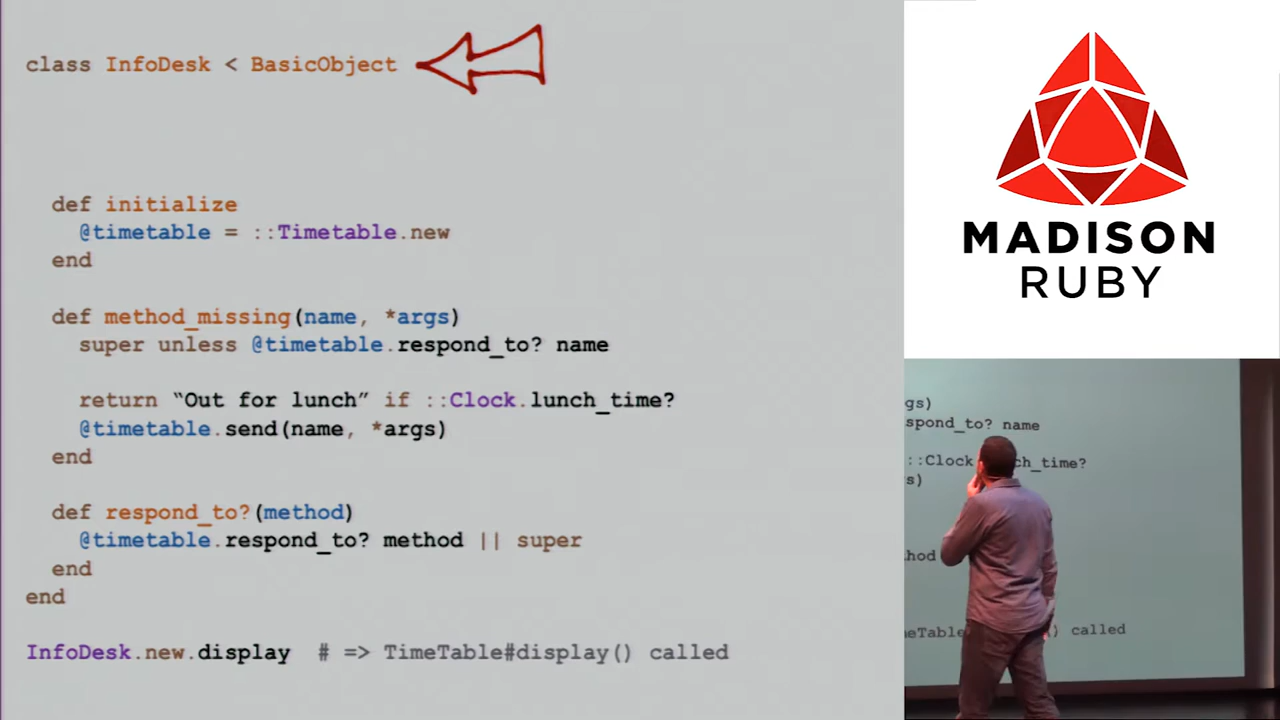 class InfoDesk < BasicObject
def initialize
@timetable = ::Timetable.new
end
def method_missing(name, *args)
super unless @timetable.respond_to? name
return “Out for lunch” if ::Clock.lunch_time?
@timetable.send(name, *args)
end
def respond_to?(method)
@timetable.respond_to? method || super
end
end
InfoDesk.new.display # => TimeTable#display() called
MADISON
RUBY
gs)
spond_to? name
::Clock ch_time?
s)
hod
meTable ) called